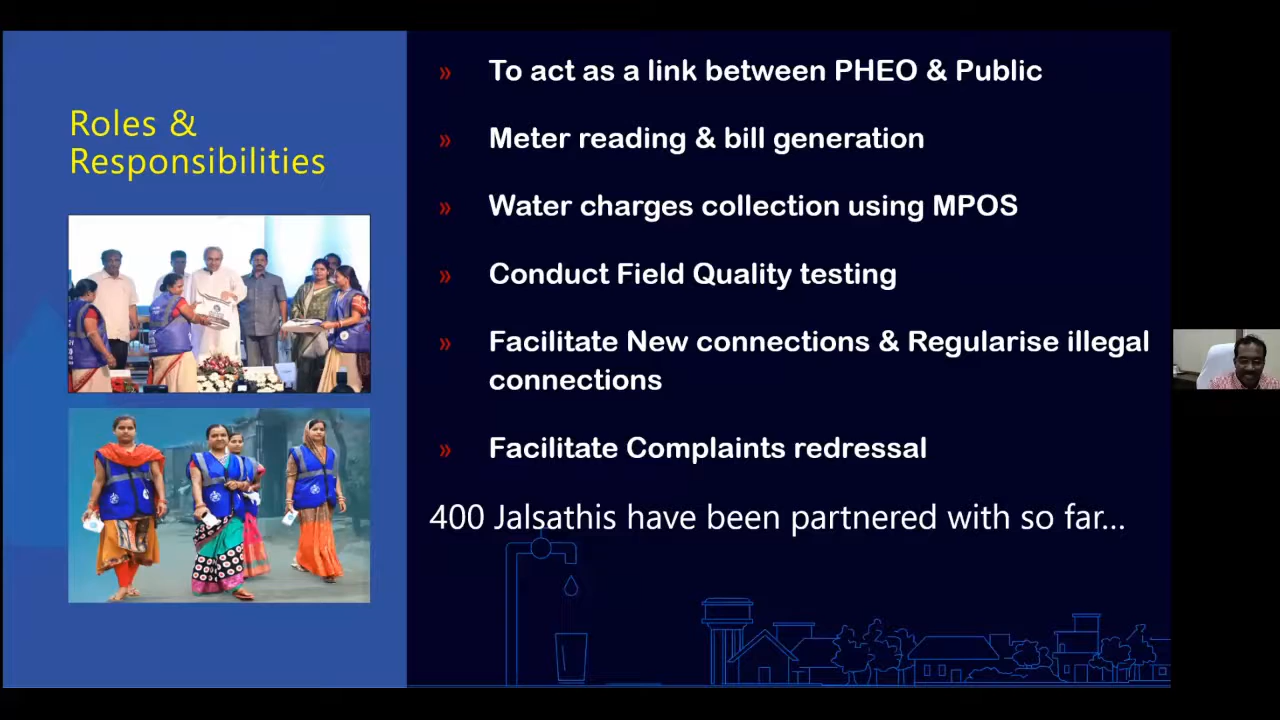 Roles &
Responsibilities
» To act as a link between PHEO & Public
» Meter reading & bill generation
» Water charges collection using MPOS
» Conduct Field Quality testing
» Facilitate New connections & Regularise illegal
connections
» Facilitate Complaints redressal
400 Jalsathis have been partnered with so far...